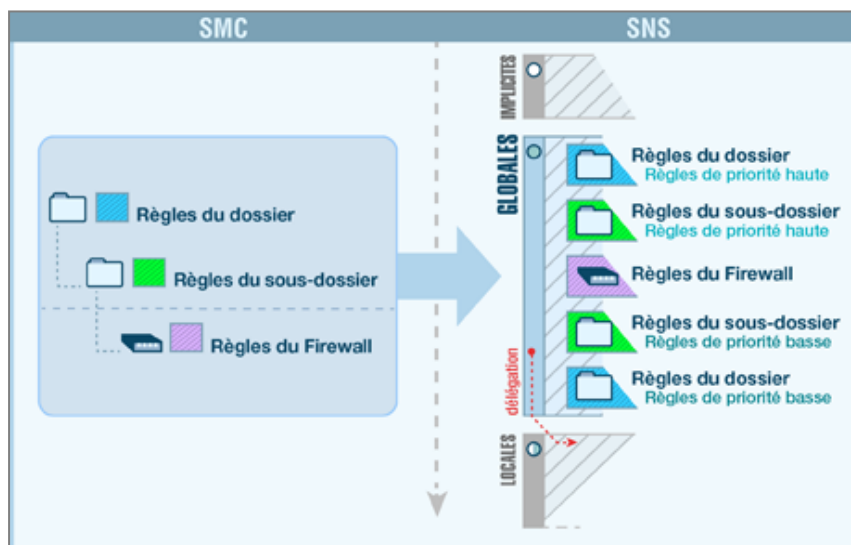 SMC
SNS
Règles du dossier
Règles du sous-dossier
Règles du Firewall
IMPLICITES
GLOBALES
Règles du dossier
Règles de priorité haute
Règles du sous-dossier
Règles de priorité haute
Règles du Firewall
Règles du sous-dossier
Règles de priorité basse
Règles du dossier
Règles de priorité basse
délégation
LOCALES